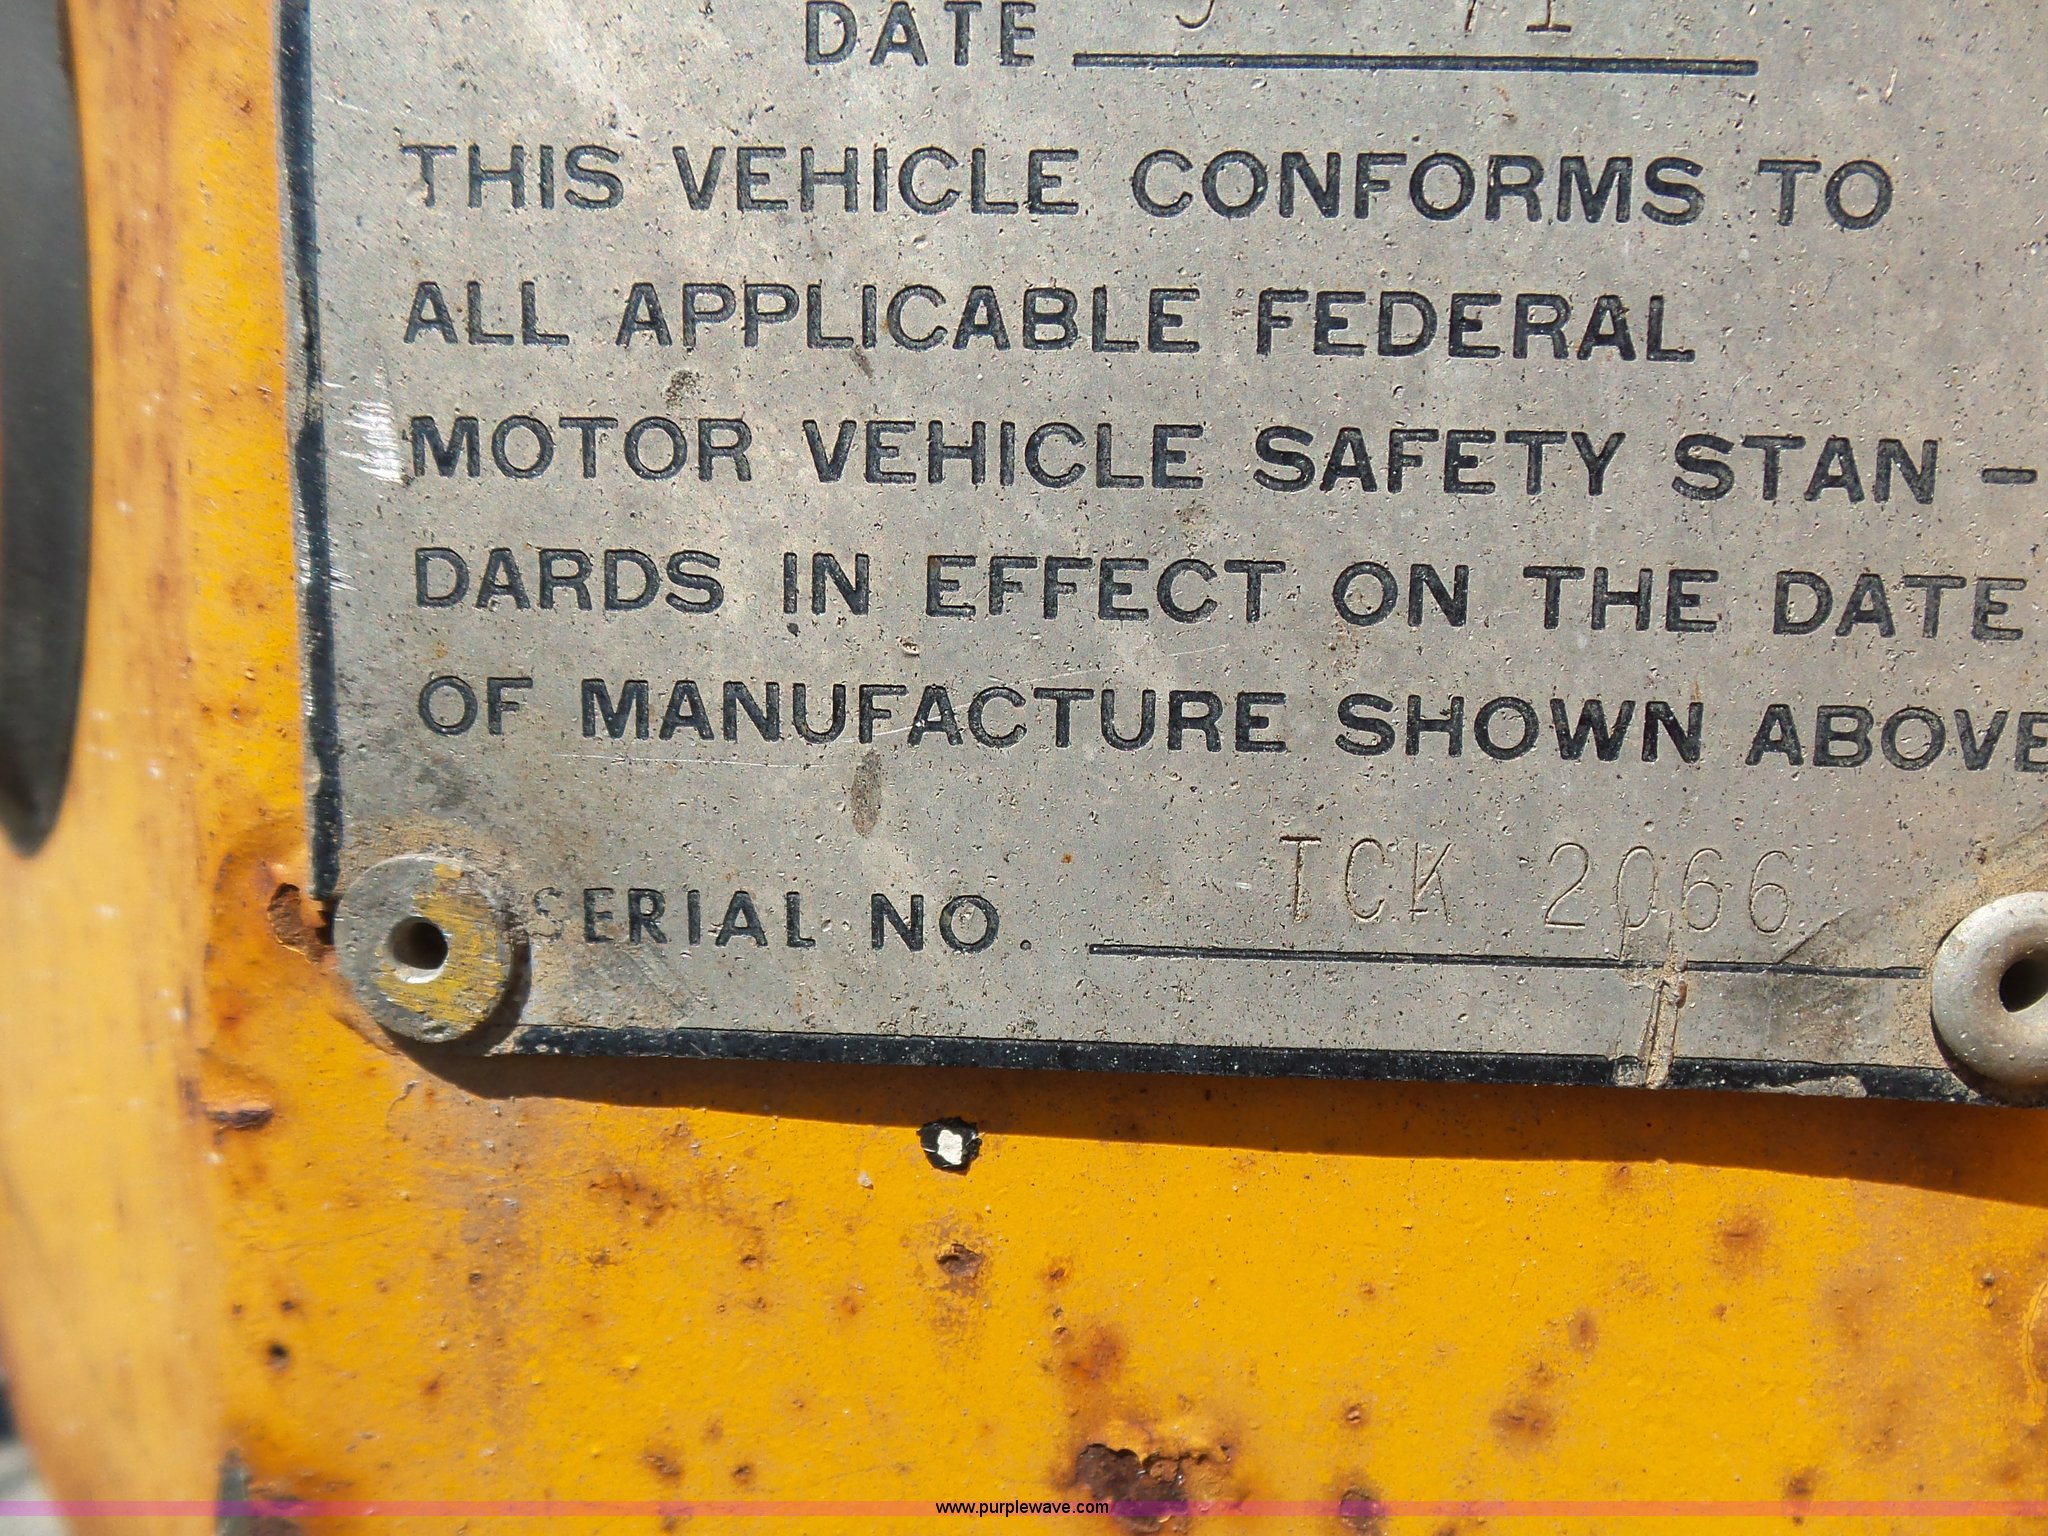 DATE
THIS VEHICLE CONFORMS TO
ALL APPLICABLE FEDERAL
MOTOR VEHICLE SAFETY STAN -
DARDS IN EFFECT ON THE DATE
OF MANUFACTURE SHOWN ABOVE
SERIAL NO. TCK 2066
www.purplewave.com